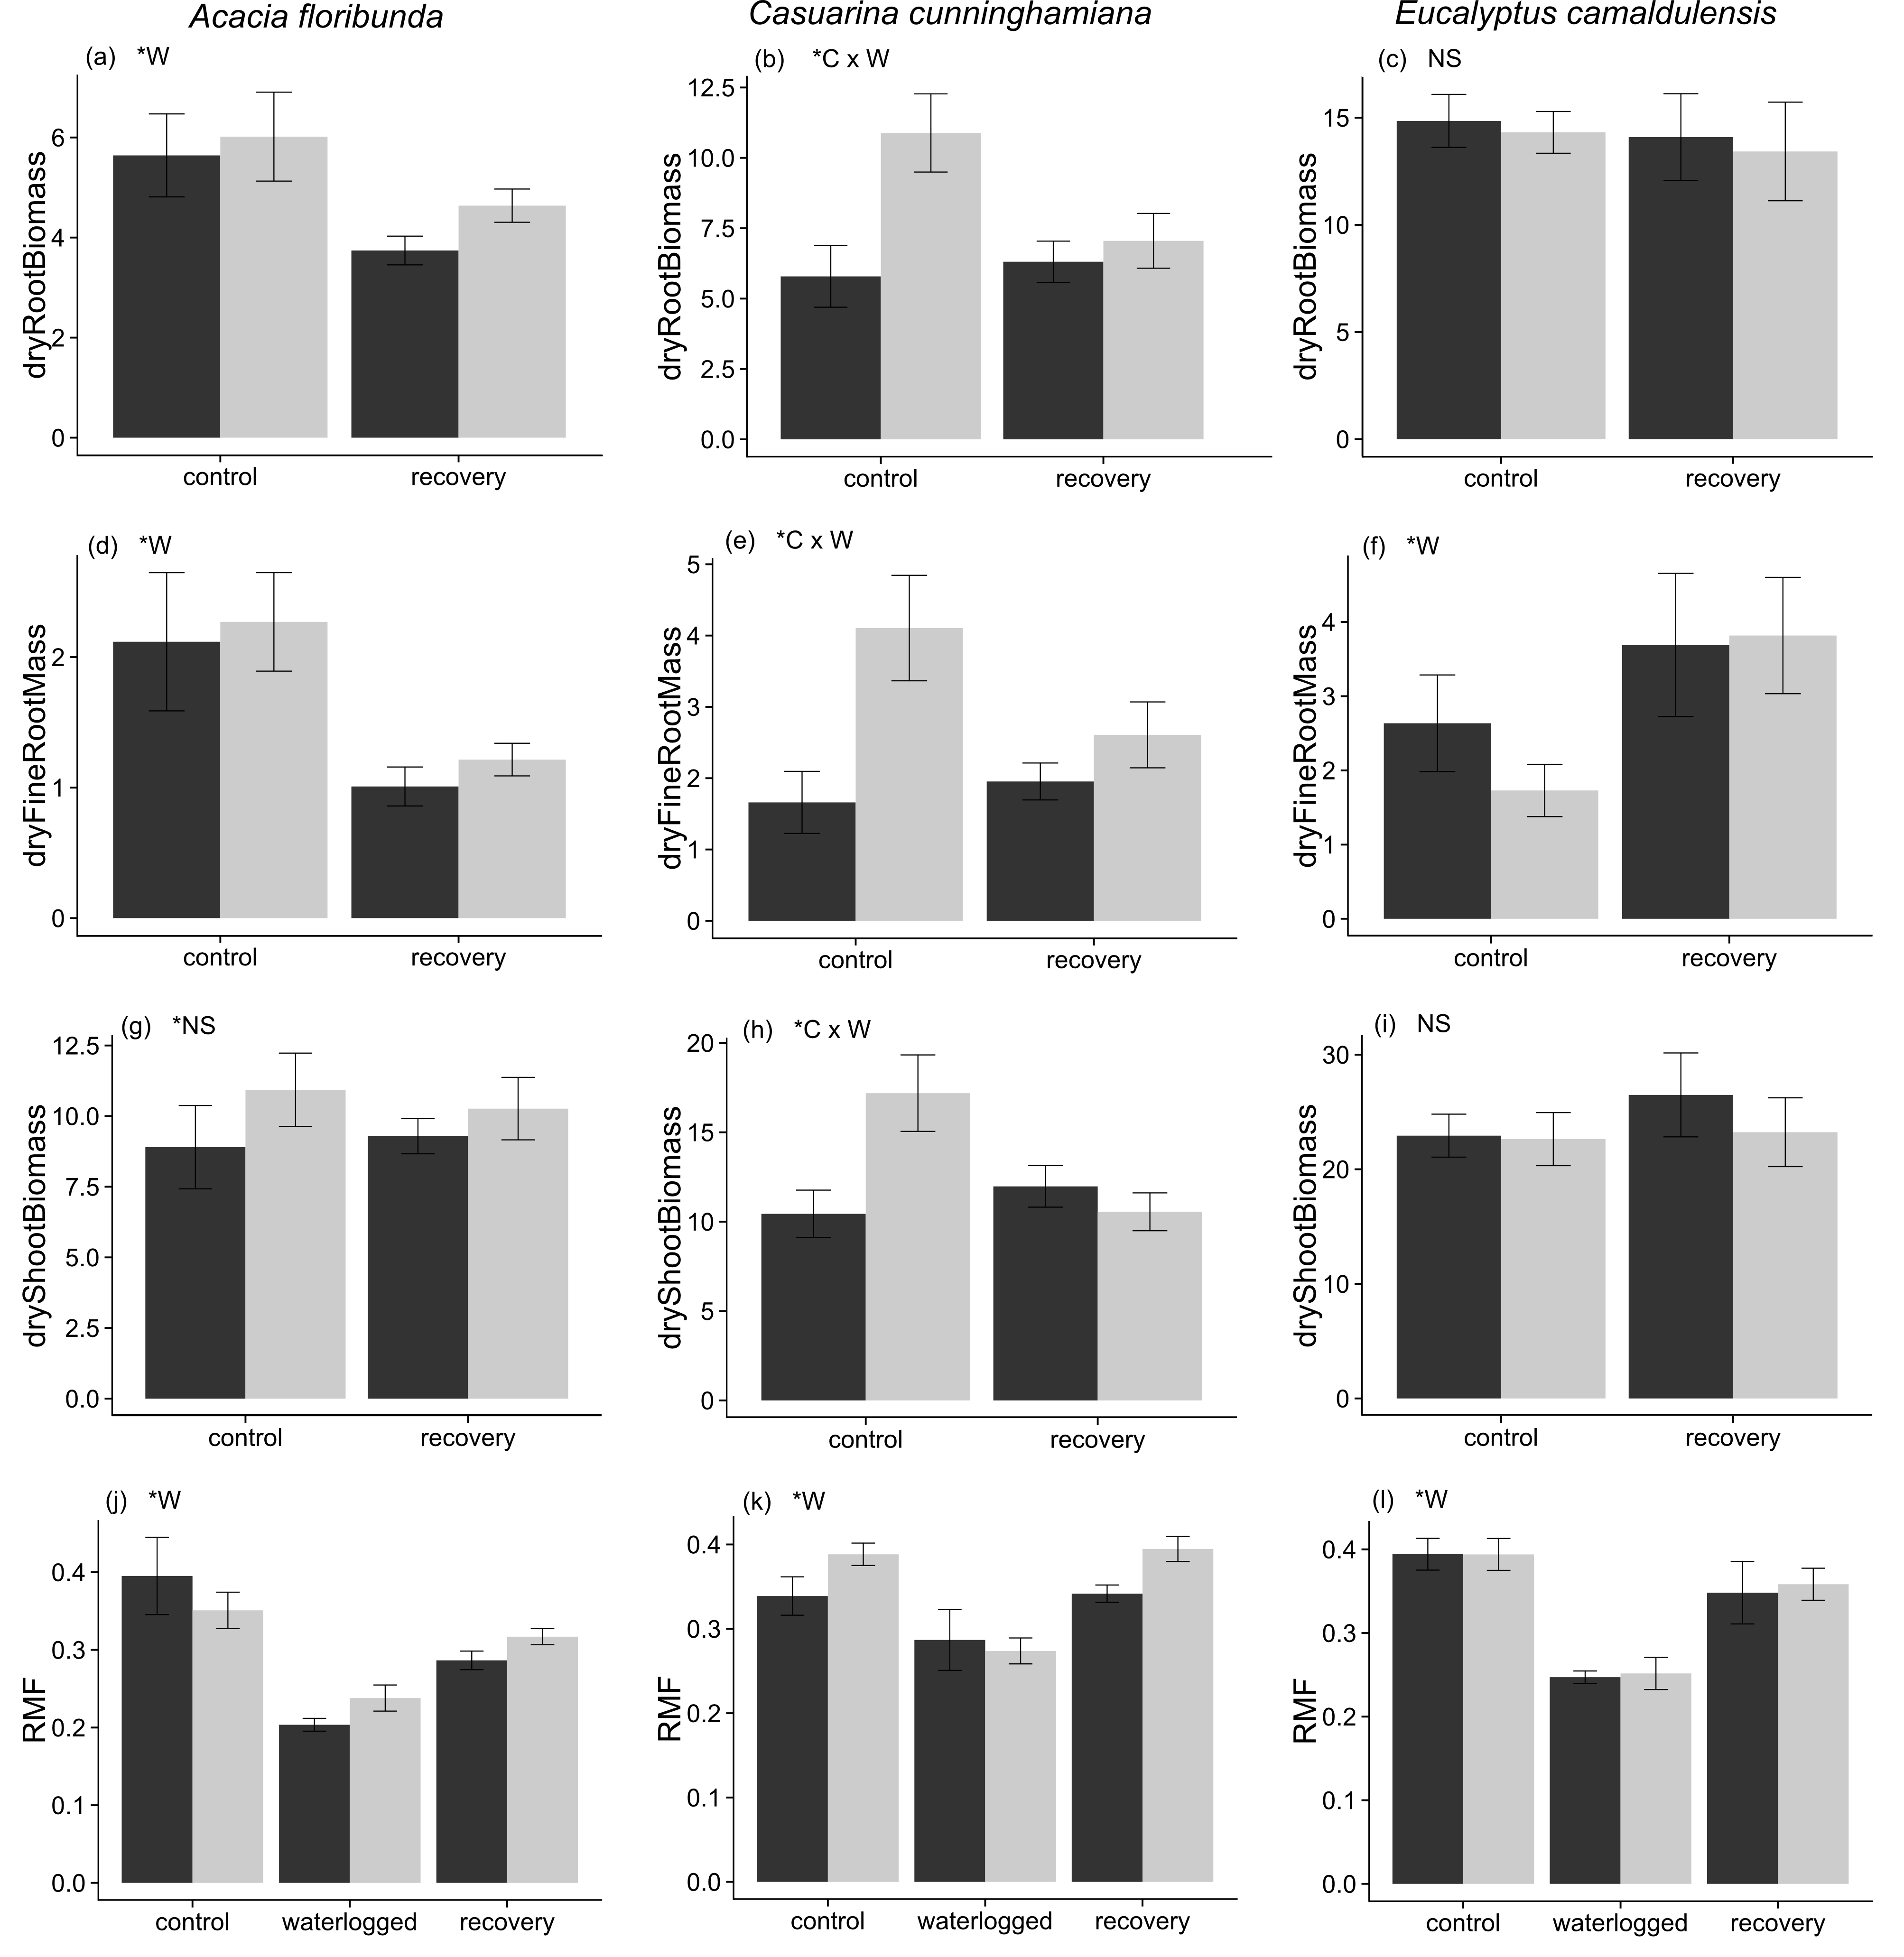 Acacia floribunda
Casuarina cunninghamiana
Eucalyptus camaldulensis
(a) *W
dryRootBiomass
6
4
2
0
control recovery
(b) *C x W
dryRootBiomass
12.5
10.0
7.5
5.0
2.5
0.0
control recovery
(c) NS
dryRootBiomass
15
10
5
0
control recovery
(d) *W
dryFineRootMass
2
1
0
control recovery
(e) *C x W
dryFineRootMass
5
4
3
2
1
0
control recovery
(f) *W
dryFineRootMass
4
3
2
1
0
control recovery
(g) *NS
dryShootBiomass
12.5
10.0
7.5
5.0
2.5
0.0
control recovery
(h) *C x W
dryShootBiomass
20
15
10
5
0
control recovery
(i) NS
dryShootBiomass
30
20
10
0
control recovery
(j) *W
RMF
0.4
0.3
0.2
0.1
0.0
control waterlogged recovery
(k) *W
RMF
0.4
0.3
0.2
0.1
0.0
control waterlogged recovery
(l) *W
RMF
0.4
0.3
0.2
0.1
0.0
control waterlogged recovery